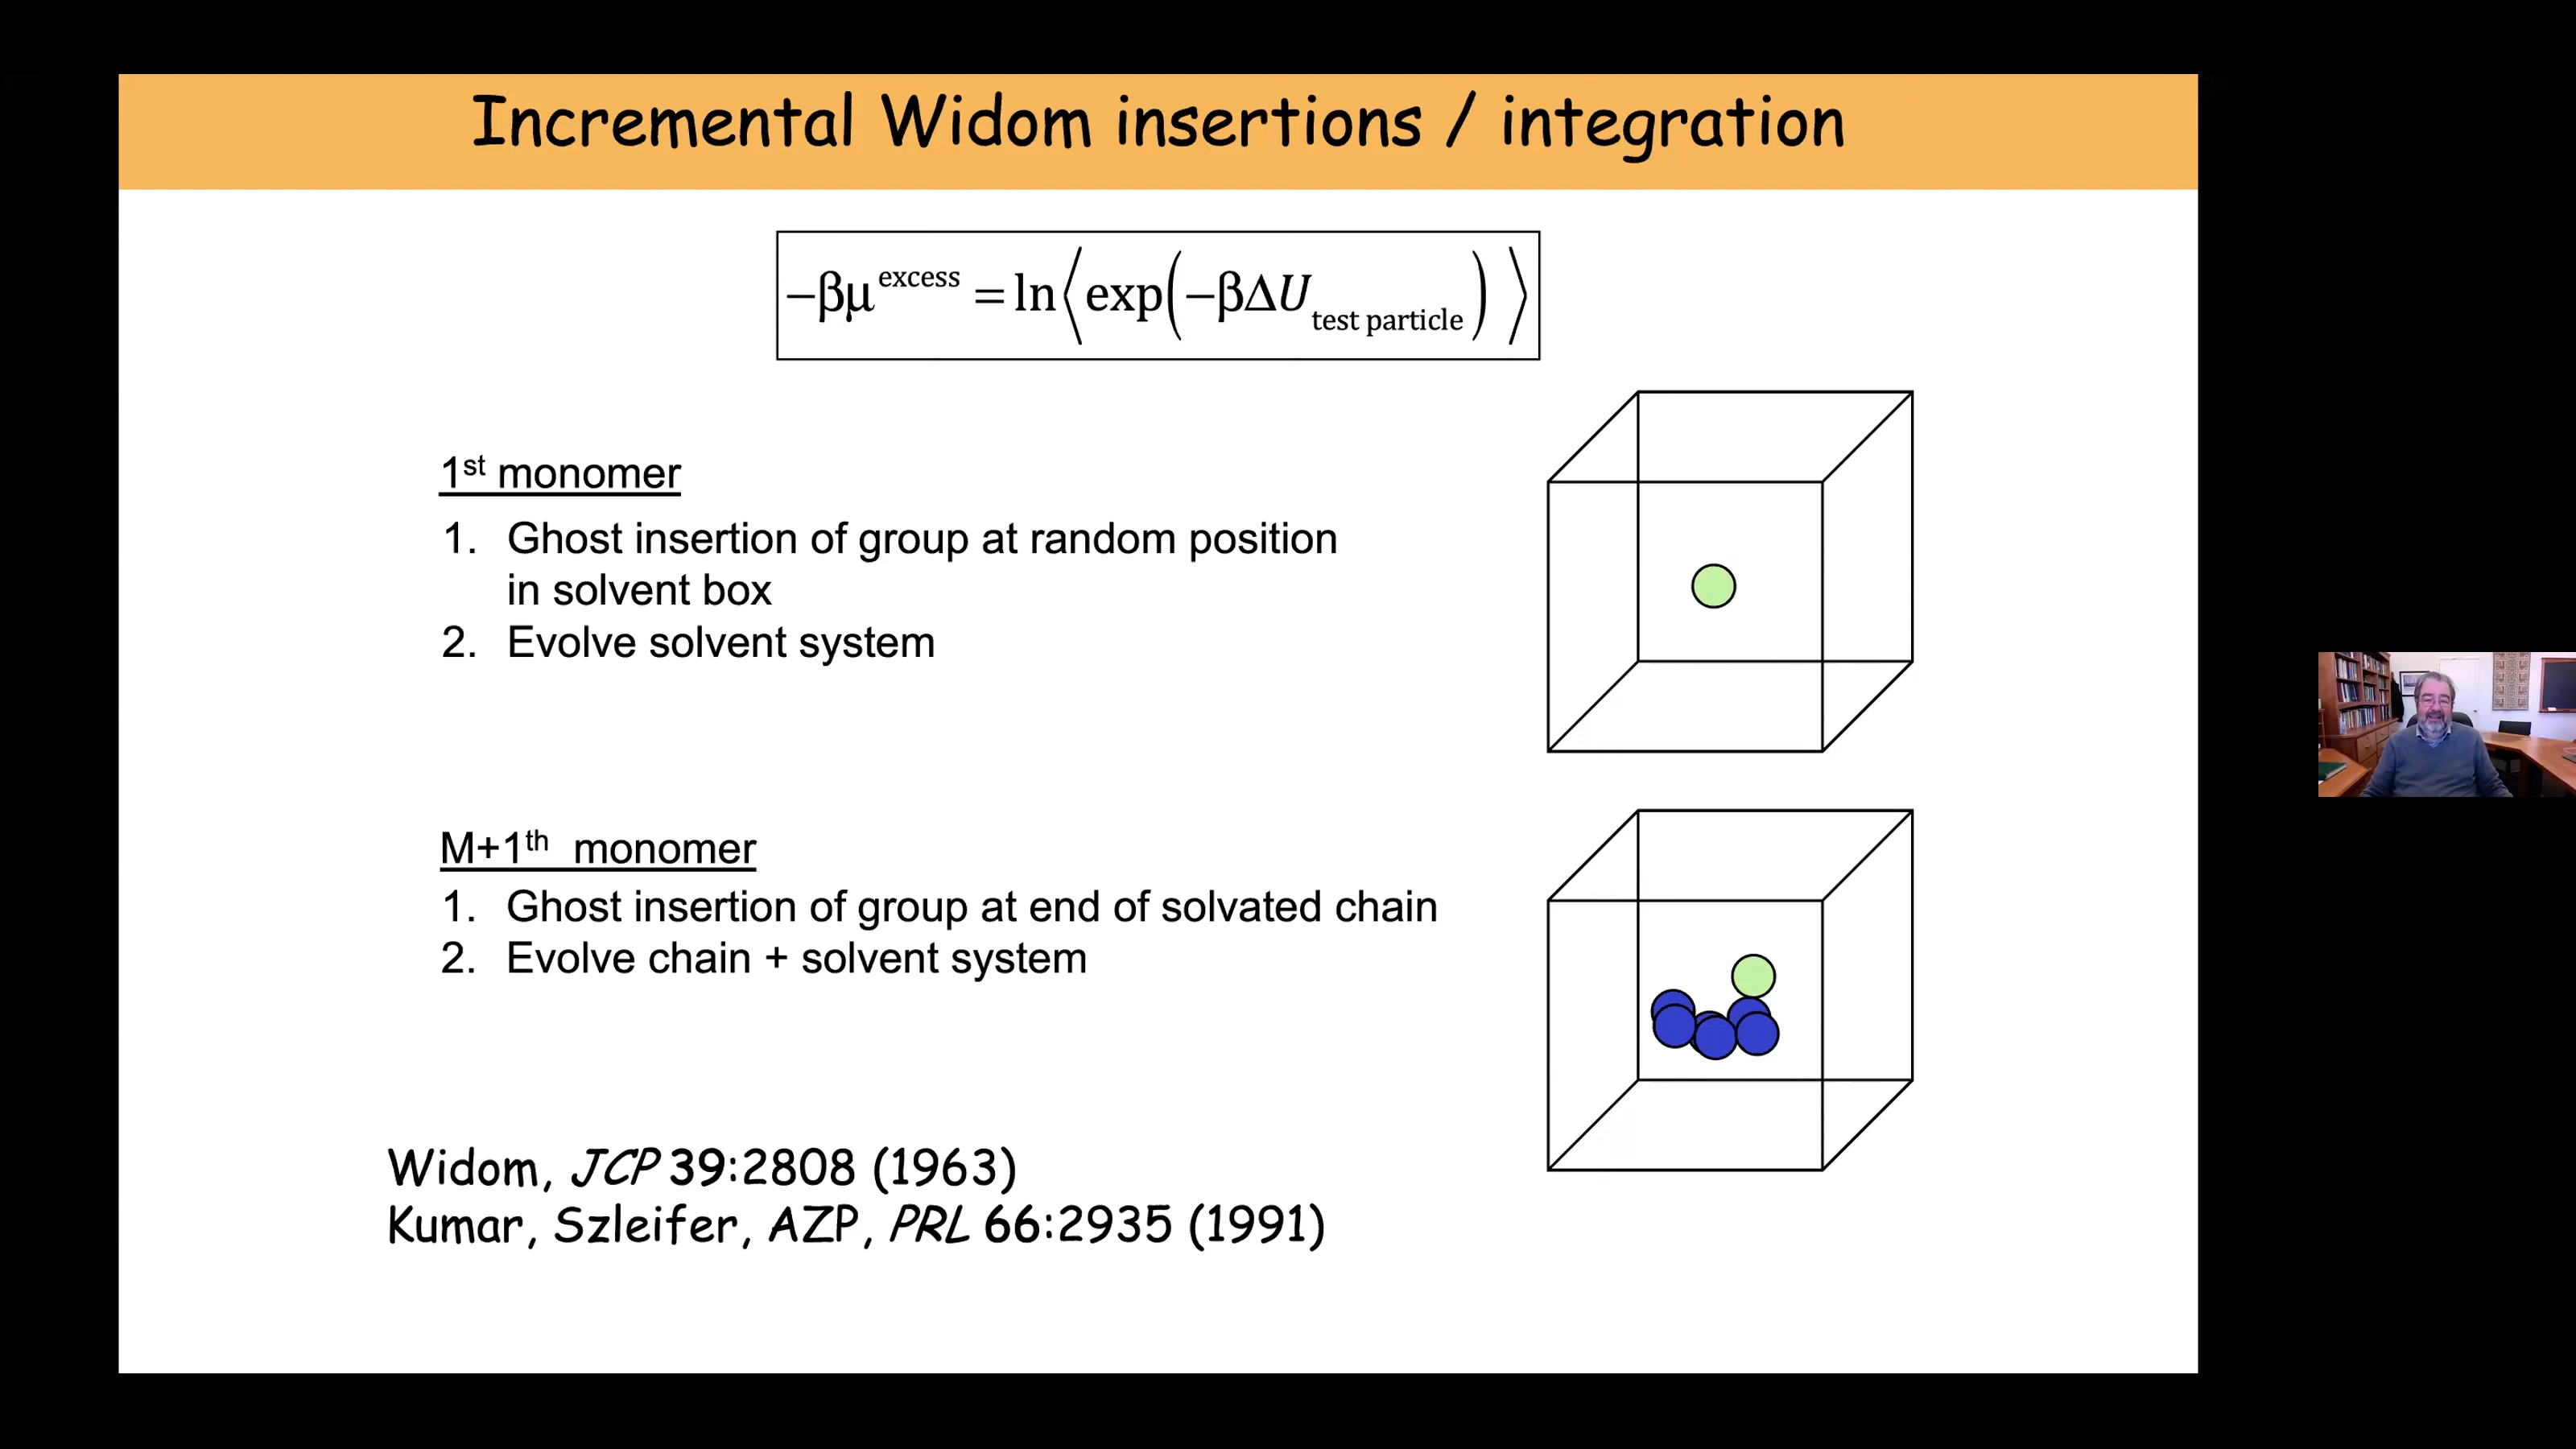 Incremental Widom insertions / integration
−βμ^excess = ln⟨exp(−βΔU_test particle)⟩
1st monomer
1. Ghost insertion of group at random position
in solvent box
2. Evolve solvent system
M+1th monomer
1. Ghost insertion of group at end of solvated chain
2. Evolve chain + solvent system
Widom, JCP 39:2808 (1963)
Kumar, Szleifer, AZP, PRL 66:2935 (1991)